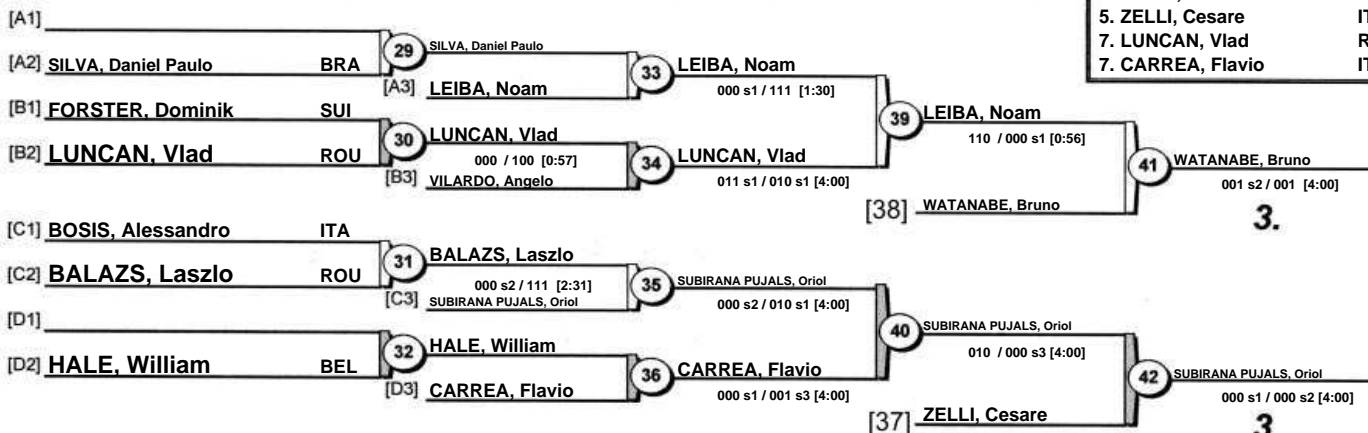 5. ZELLI, Cesare
7. LUNCAN, Vlad
7. CARREA, Flavio
[A1]
[A2] SILVA, Daniel Paulo BRA
29
SILVA, Daniel Paulo
[A3] LEIBA, Noam
33
LEIBA, Noam
000 s1 / 111 [1:30]
[B1] FORSTER, Dominik SUI
[B2] LUNCAN, Vlad ROU
30
LUNCAN, Vlad
000 / 100 [0:57]
[B3] VILARDO, Angelo
34
LUNCAN, Vlad
011 s1 / 010 s1 [4:00]
39
LEIBA, Noam
110 / 000 s1 [0:56]
[38] WATANABE, Bruno
41
WATANABE, Bruno
001 s2 / 001 [4:00]
3.
[C1] BOSIS, Alessandro ITA
[C2] BALAZS, Laszlo ROU
31
BALAZS, Laszlo
000 s2 / 111 [2:31]
[C3] SUBIRANA PUJALS, Oriol
35
SUBIRANA PUJALS, Oriol
000 s2 / 010 s1 [4:00]
[D1]
[D2] HALE, William BEL
32
HALE, William
[D3] CARREA, Flavio
36
CARREA, Flavio
000 s1 / 001 s3 [4:00]
40
SUBIRANA PUJALS, Oriol
010 / 000 s3 [4:00]
[37] ZELLI, Cesare
42
SUBIRANA PUJALS, Oriol
000 s1 / 000 s2 [4:00]
3